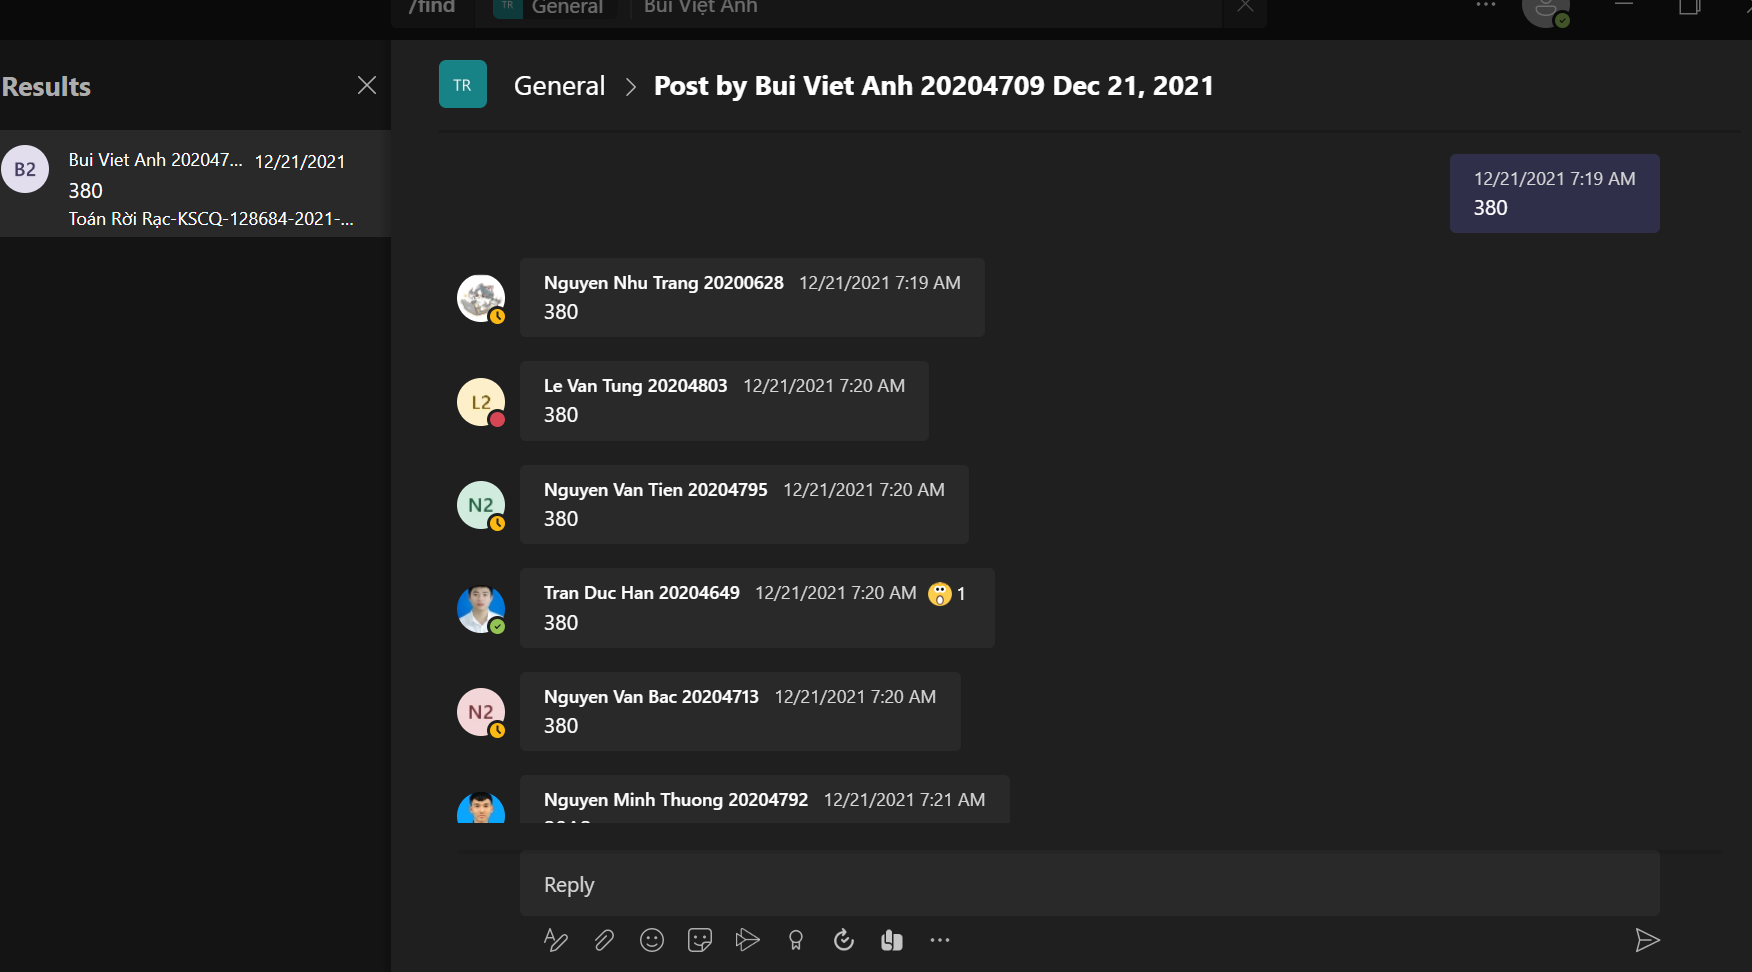 /find
TR
General
Bui Việt Anh
Results
TR
General
Post by Bui Viet Anh 20204709 Dec 21, 2021
B2
Bui Viet Anh 202047...
12/21/2021
380
Toán Rời Rạc-KSCQ-128684-2021-...
12/21/2021 7:19 AM
380
Nguyen Nhu Trang 20200628 12/21/2021 7:19 AM
380
L2
Le Van Tung 20204803 12/21/2021 7:20 AM
380
N2
Nguyen Van Tien 20204795 12/21/2021 7:20 AM
380
Tran Duc Han 20204649 12/21/2021 7:20 AM 1
380
N2
Nguyen Van Bac 20204713 12/21/2021 7:20 AM
380
Nguyen Minh Thuong 20204792 12/21/2021 7:21 AM
Reply